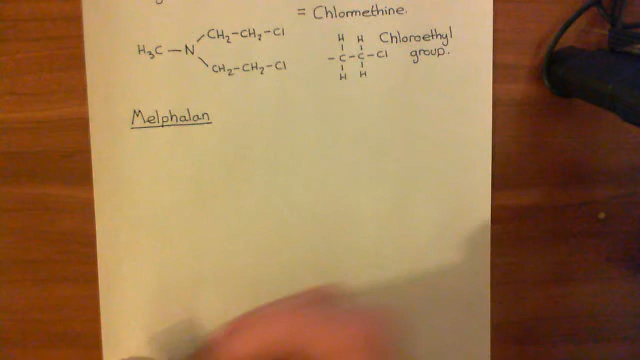 = Chlormethine.
CH2-CH2-Cl
H3C-N
CH2-CH2-Cl
H H
-C-C-Cl
H H
Chloroethyl
group.
Melphalan